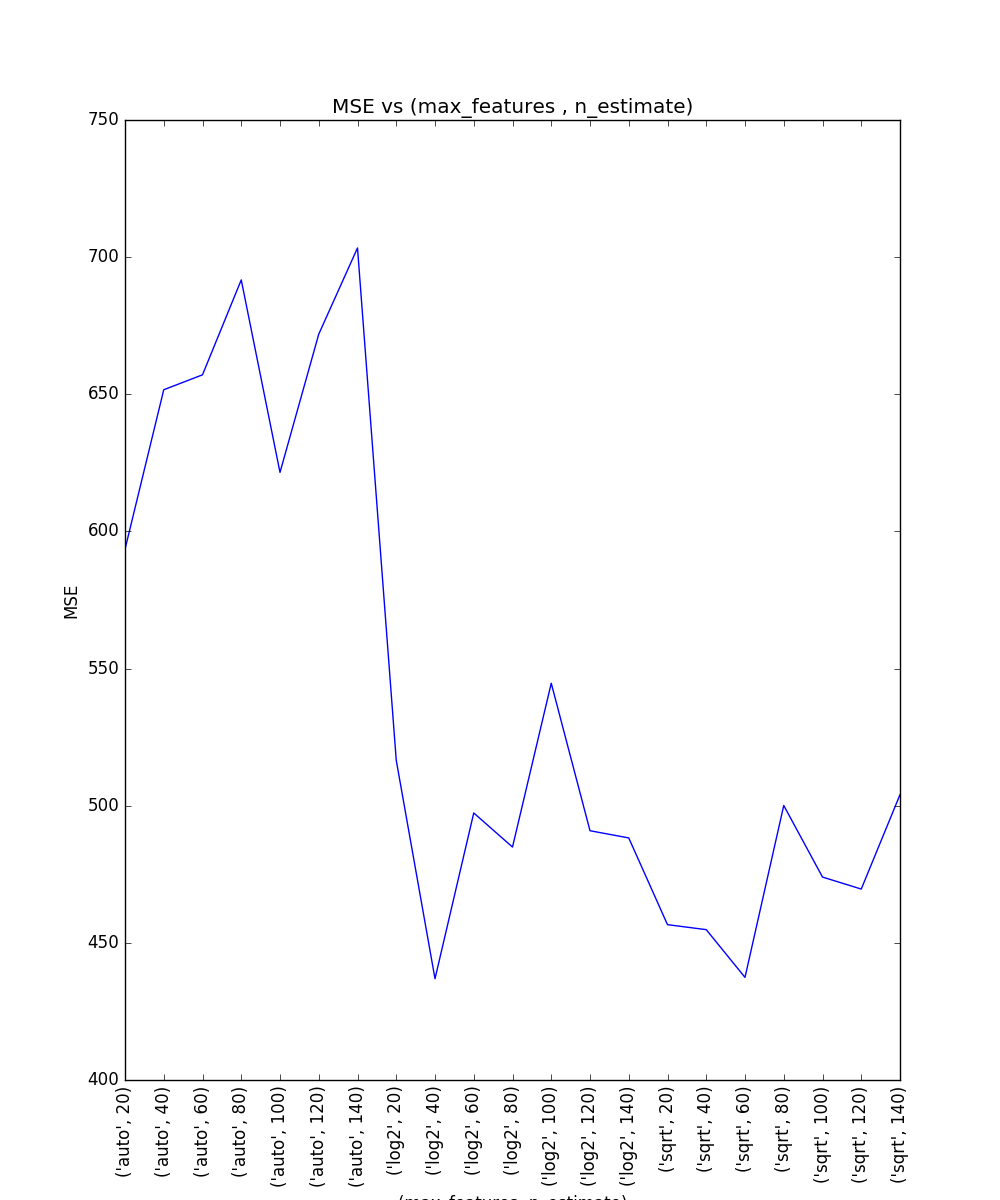 MSE vs (max_features , n_estimate)
750
700
650
600
550
500
450
400
MSE
('auto', 20)
('auto', 40)
('auto', 60)
('auto', 80)
('auto', 100)
('auto', 120)
('auto', 140)
('log2', 20)
('log2', 40)
('log2', 60)
('log2', 80)
('log2', 100)
('log2', 120)
('log2', 140)
('sqrt', 20)
('sqrt', 40)
('sqrt', 60)
('sqrt', 80)
('sqrt', 100)
('sqrt', 120)
('sqrt', 140)
(max_features, n_estimate)